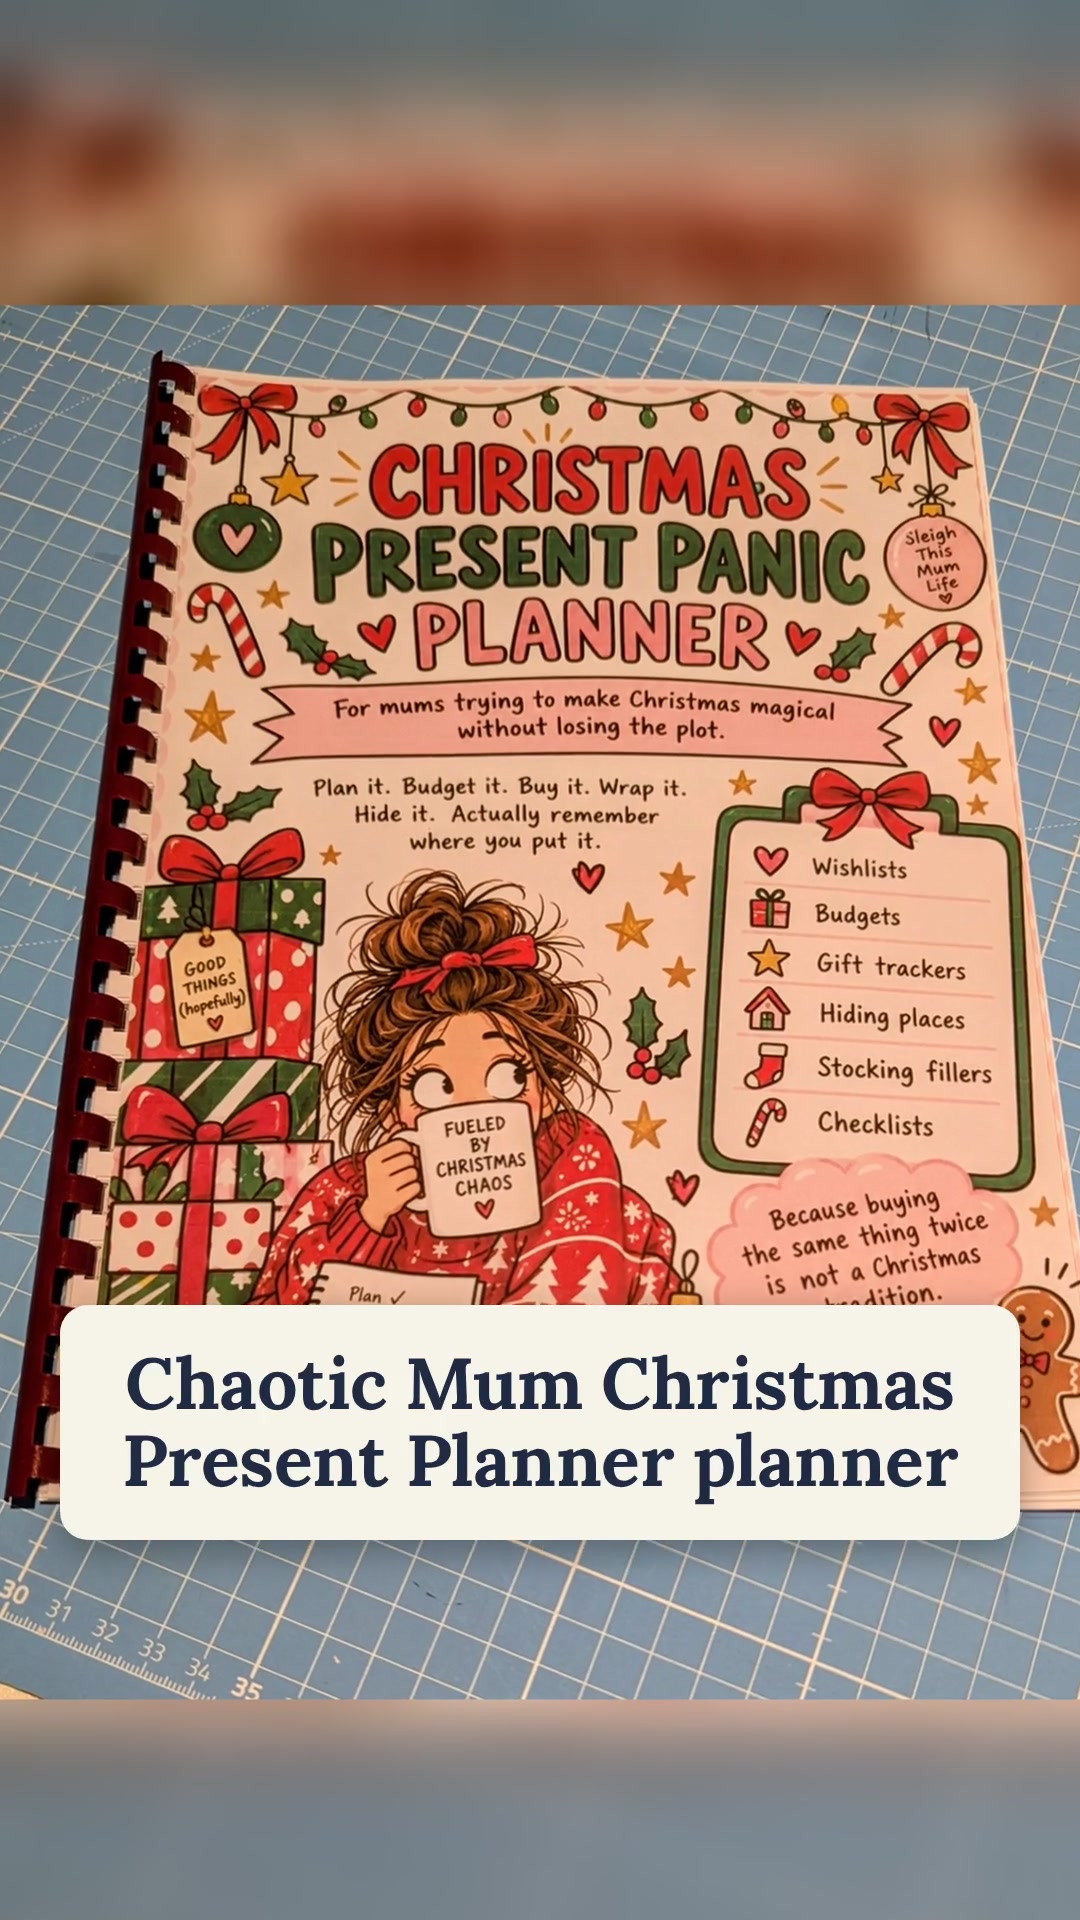 CHRISTMAS
PRESENT PANIC
PLANNER
Sleigh
This
Mum
Life
For mums trying to make Christmas magical
without losing the plot.
Plan it. Budget it. Buy it. Wrap it.
Hide it. Actually remember
where you put it.
Wishlists
Budgets
Gift trackers
Hiding places
Stocking fillers
Checklists
GOOD
THINGS
(hopefully)
FUELED
BY
CHRISTMAS
CHAOS
Because buying
the same thing twice
is not a Christmas
Plan ✓
Chaotic Mum Christmas
Present Planner planner
30 31 32 33 34 35